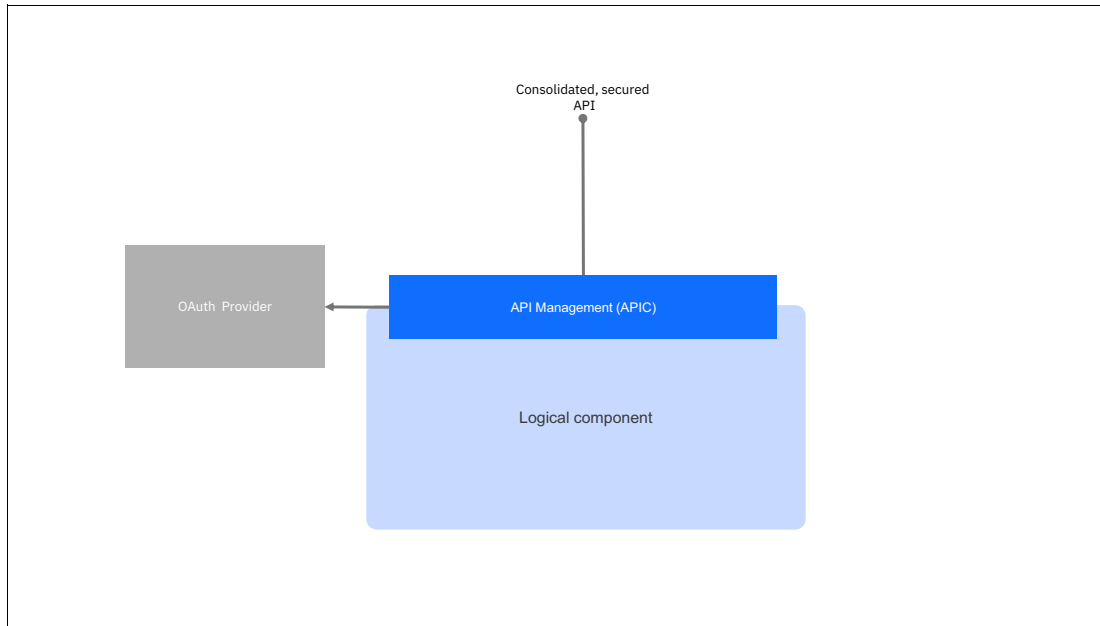 Consolidated, secured
API
OAuth Provider
API Management (APIC)
Logical component